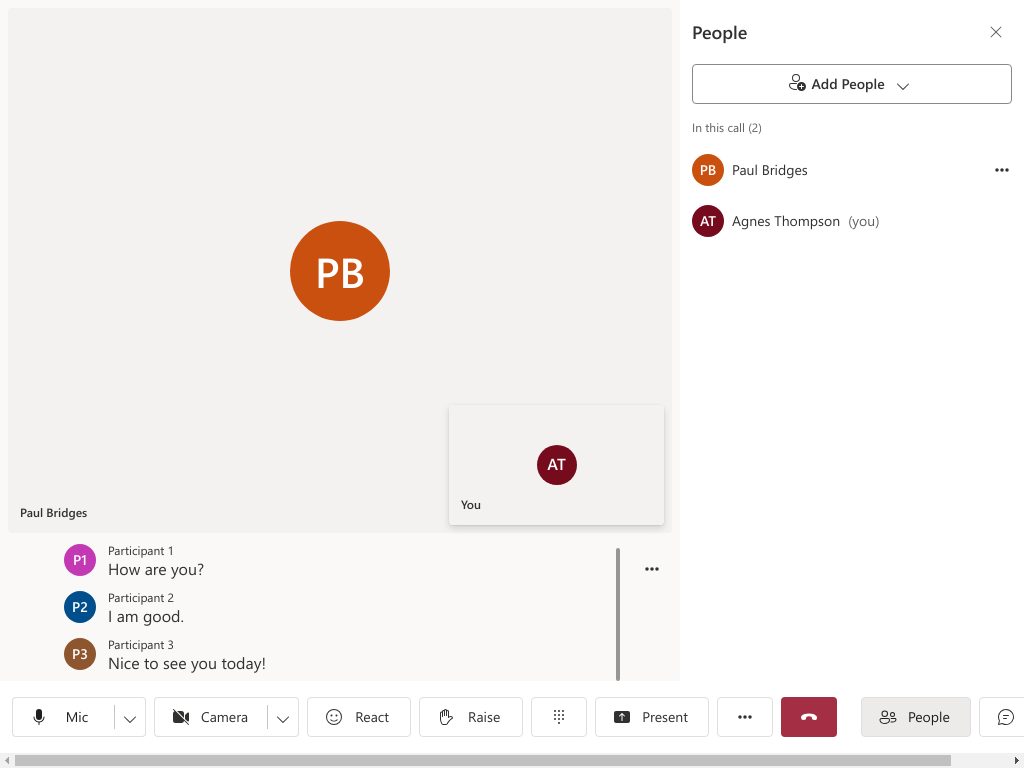 PB
Paul Bridges
AT
You
P1
Participant 1
How are you?
P2
Participant 2
I am good.
P3
Participant 3
Nice to see you today!
People
Add People
In this call (2)
PB Paul Bridges
AT Agnes Thompson (you)
Mic Camera React Raise Present People